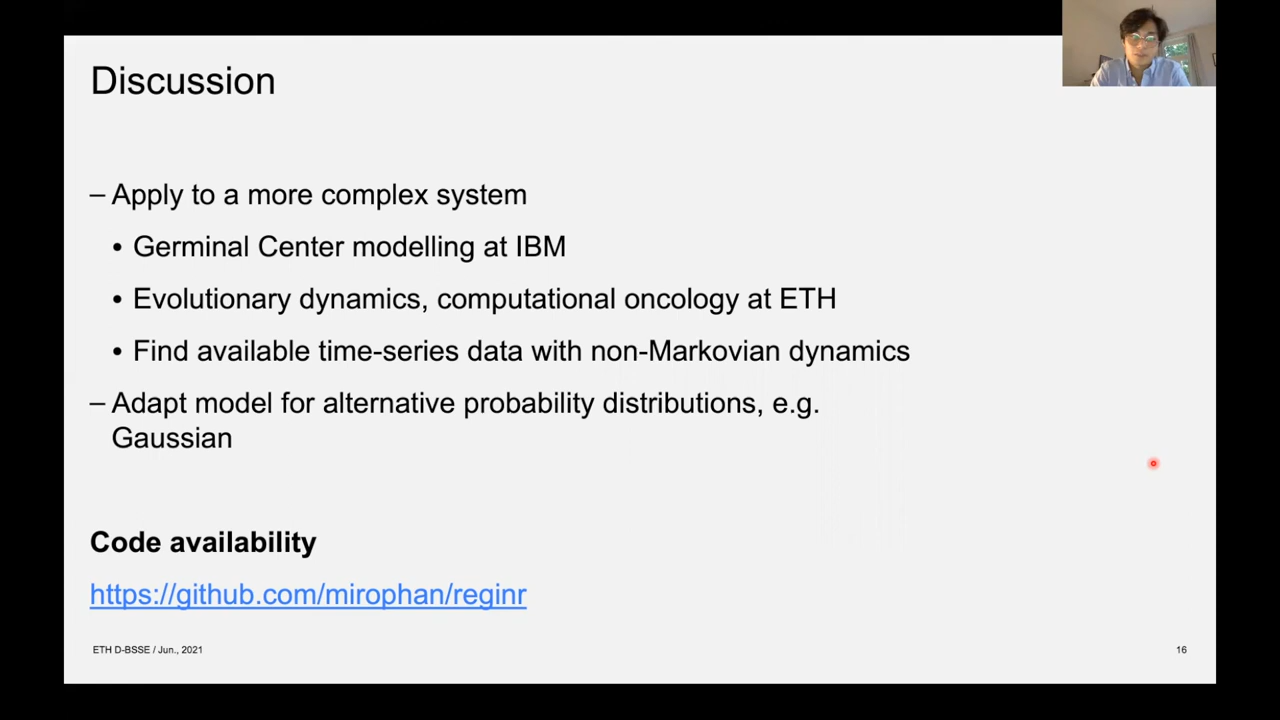 Discussion
– Apply to a more complex system
• Germinal Center modelling at IBM
• Evolutionary dynamics, computational oncology at ETH
• Find available time-series data with non-Markovian dynamics
– Adapt model for alternative probability distributions, e.g.
Gaussian
Code availability
https://github.com/mirophan/reginr
ETH D-BSSE / Jun., 2021
16